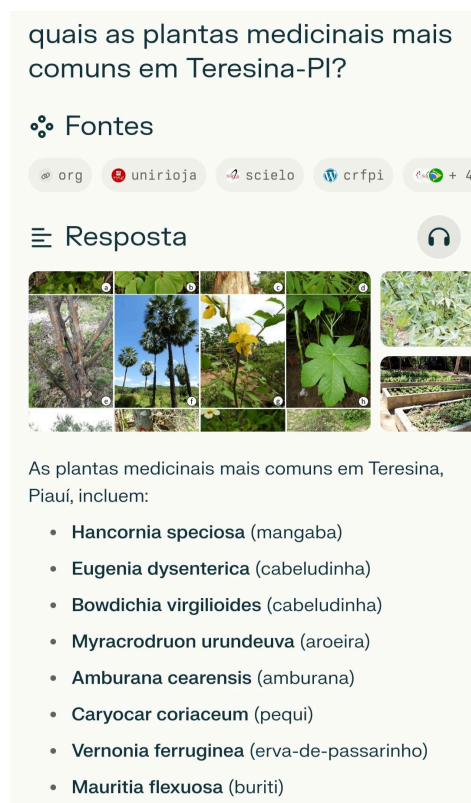 quais as plantas medicinais mais
comuns em Teresina-PI?
Fontes
org
unirioja
scielo
crfpi
+ 4
Resposta
a
b
c
d
e
f
g
h
As plantas medicinais mais comuns em Teresina,
Piauí, incluem:
• Hancornia speciosa (mangaba)
• Eugenia dysenterica (cabeludinha)
• Bowdichia virgilioides (cabeludinha)
• Myracrodruon urundeuva (aroeira)
• Amburana cearensis (amburana)
• Caryocar coriaceum (pequi)
• Vernonia ferruginea (erva-de-passarinho)
• Mauritia flexuosa (buriti)